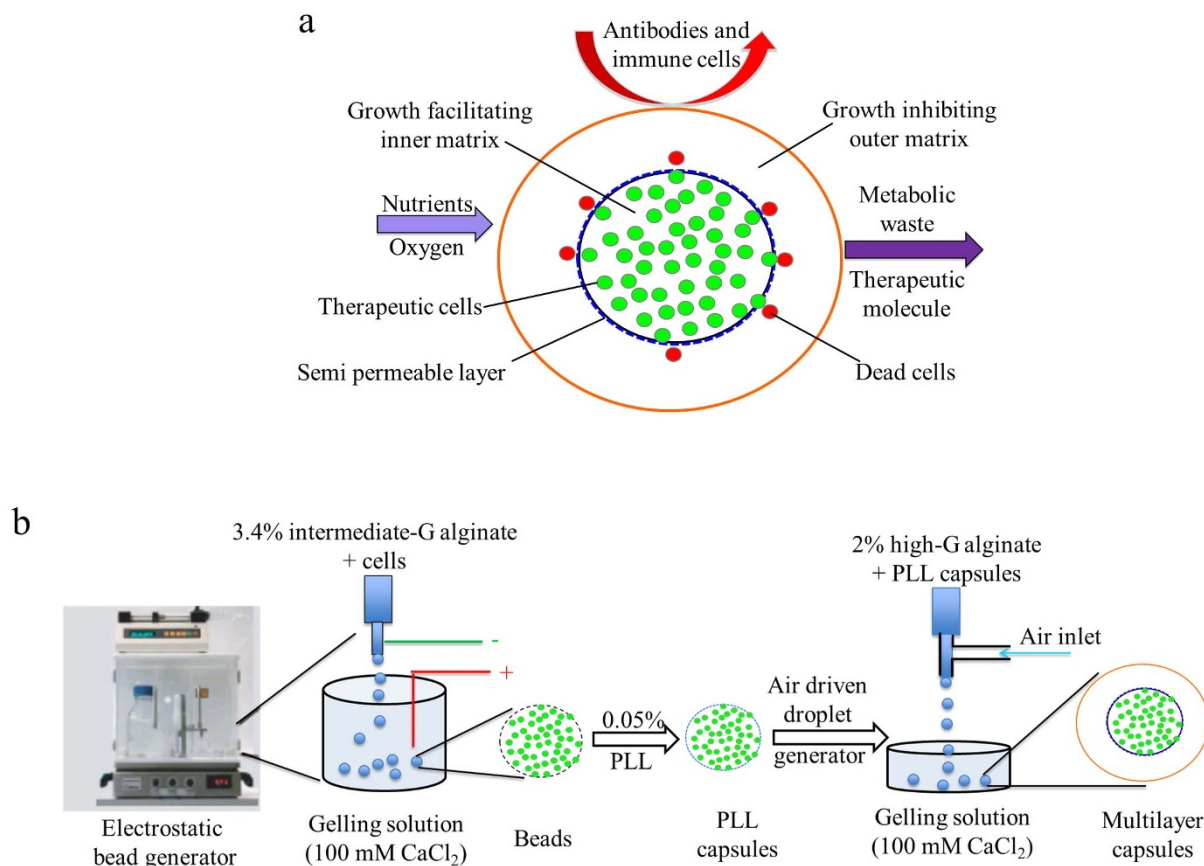 a
Antibodies and
immune cells
Growth facilitating
inner matrix
Growth inhibiting
outer matrix
Nutrients
Oxygen
Metabolic
waste
Therapeutic
molecule
Therapeutic cells
Semi permeable layer
Dead cells
b
3.4% intermediate-G alginate
+ cells
-
+
2% high-G alginate
+ PLL capsules
Air inlet
0.05%
PLL
Air driven
droplet
generator
Electrostatic
bead generator
Gelling solution
(100 mM CaCl₂)
Beads
PLL
capsules
Gelling solution
(100 mM CaCl₂)
Multilayer
capsules